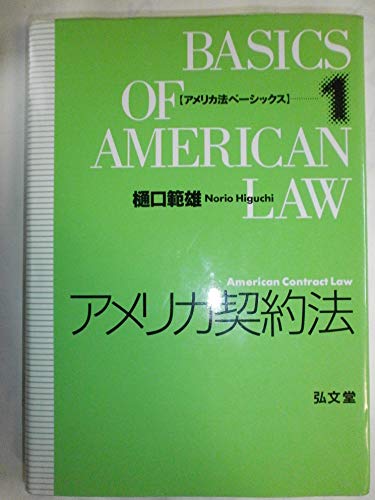 BASICS
OF【アメリカ法ベーシックス】…………1
AMERICAN
樋口範雄 Norio Higuchi LAW
American Contract Law
アメリカ契約法
弘文堂